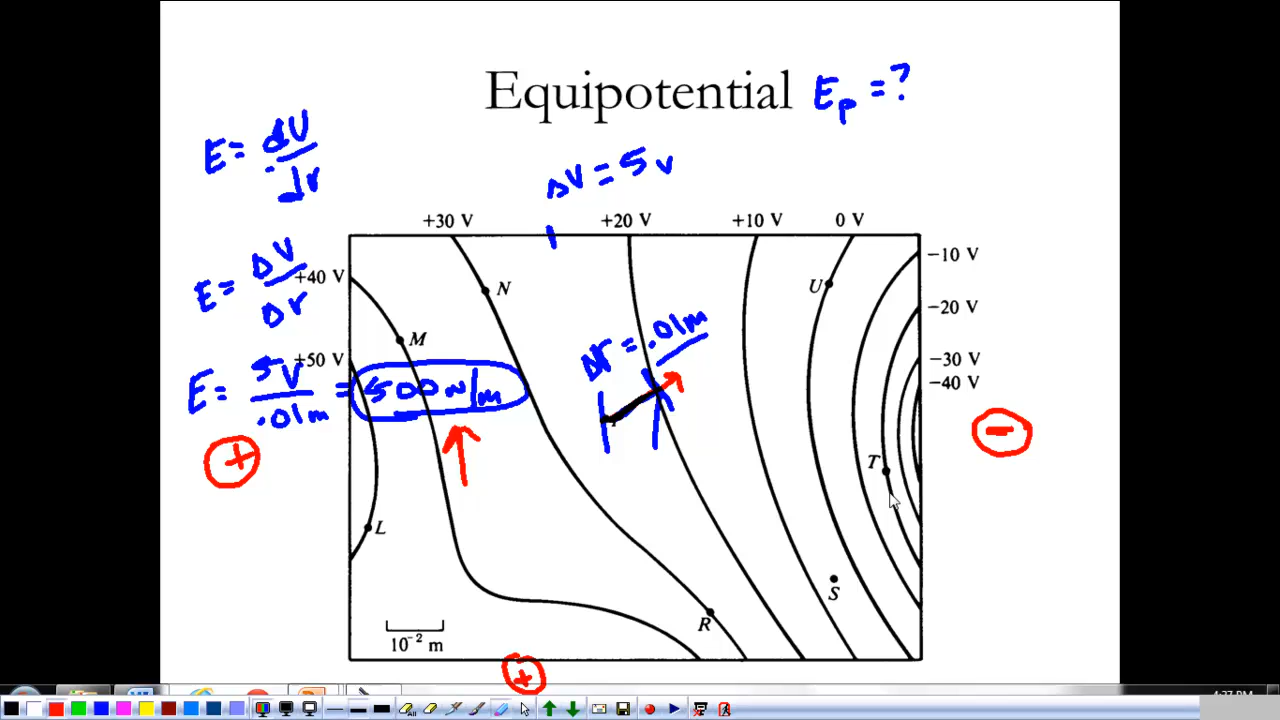 Equipotential Ep = ?
E = dV/dr
ΔV = 5 v
+30 V +20 V +10 V 0 V
−10 V
+40 V
E = ΔV/Δr
U
N
−20 V
M
Δr = .01m
+50 V
−30 V
−40 V
E = 5V/.01m = 500 N/m
+
−
T
L
S
R
10⁻² m
+